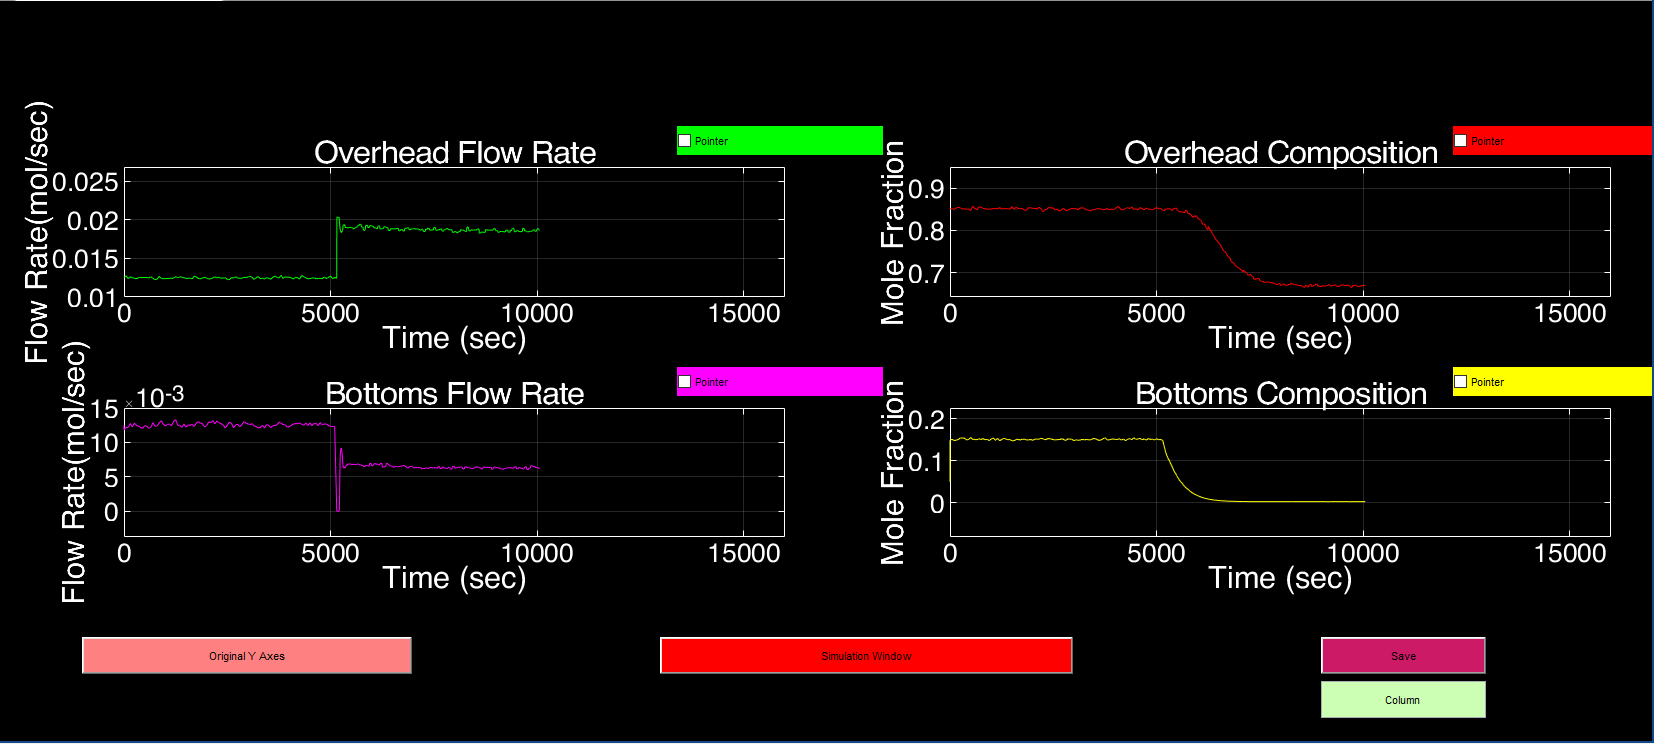 Pointer
Overhead Flow Rate
Flow Rate(mol/sec)
0.025
0.02
0.015
0.01
0
5000
10000
15000
Time (sec)
Pointer
Overhead Composition
Mole Fraction
0.9
0.8
0.7
0
5000
10000
15000
Time (sec)
Pointer
Bottoms Flow Rate
×10-3
Flow Rate(mol/sec)
15
10
5
0
0
5000
10000
15000
Time (sec)
Pointer
Bottoms Composition
Mole Fraction
0.2
0.1
0
0
5000
10000
15000
Time (sec)
Original Y Axes
Simulation Window
Save
Column